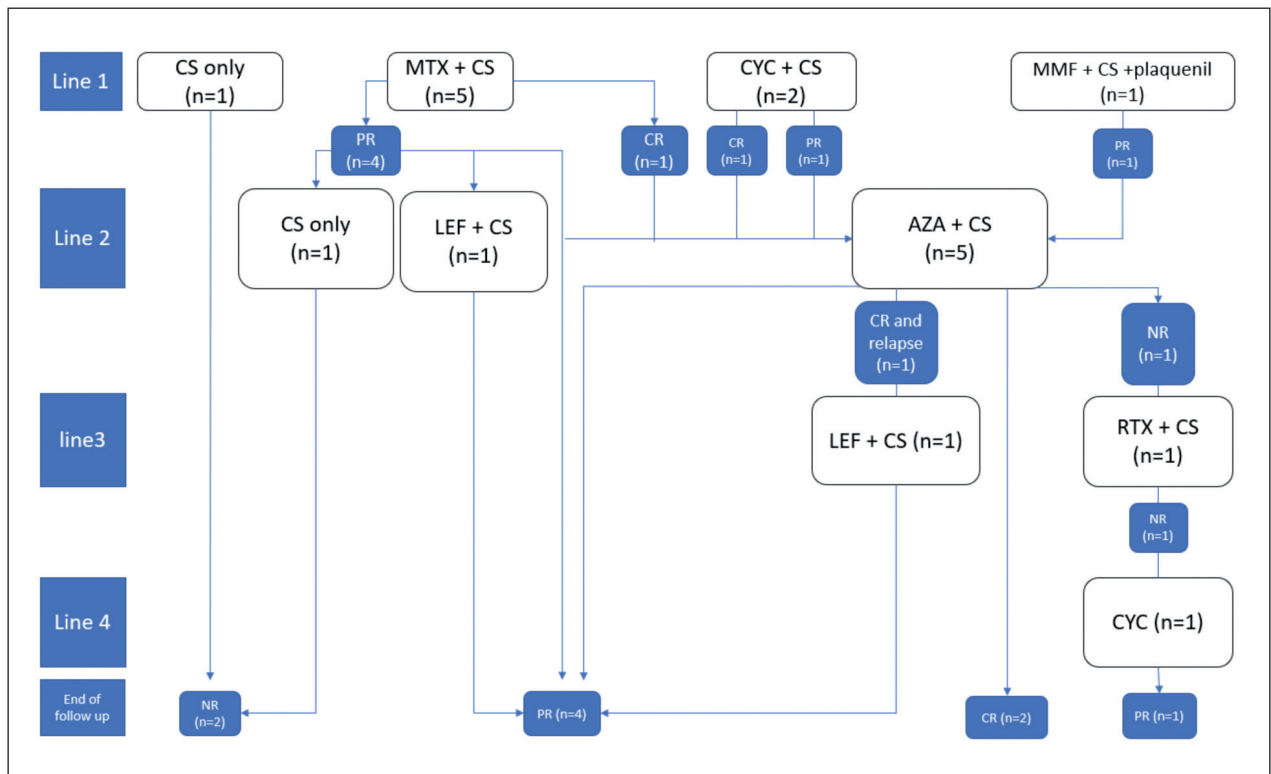 Line 1
CS only
(n=1)
MTX + CS
(n=5)
CYC + CS
(n=2)
MMF + CS +plaquenil
(n=1)
PR
(n=4)
CR
(n=1)
CR
(n=1)
PR
(n=1)
PR
(n=1)
Line 2
CS only
(n=1)
LEF + CS
(n=1)
AZA + CS
(n=5)
CR and
relapse
(n=1)
NR
(n=1)
line3
LEF + CS (n=1)
RTX + CS
(n=1)
NR
(n=1)
Line 4
CYC (n=1)
End of
follow up
NR
(n=2)
PR (n=4)
CR (n=2)
PR (n=1)